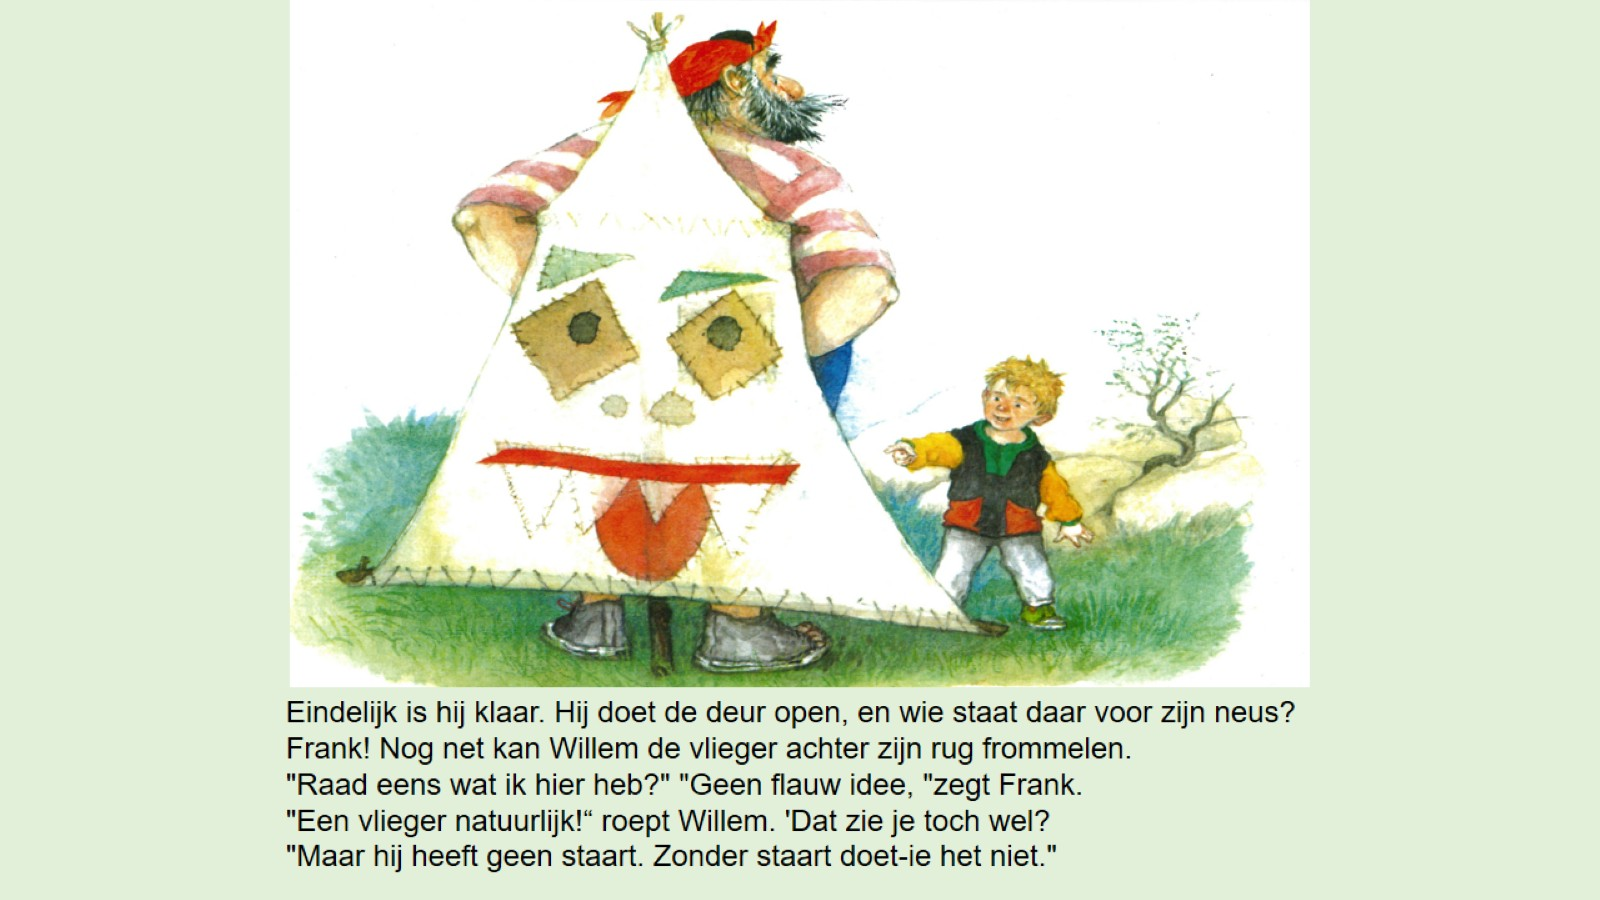 Eindelijk is hij klaar. Hij doet de deur open, en wie staat daar voor zijn neus?
Frank! Nog net kan Willem de vlieger achter zijn rug frommelen.
"Raad eens wat ik hier heb?" "Geen flauw idee, "zegt Frank.
"Een vlieger natuurlijk!“ roept Willem. 'Dat zie je toch wel?
"Maar hij heeft geen staart. Zonder staart doet-ie het niet."